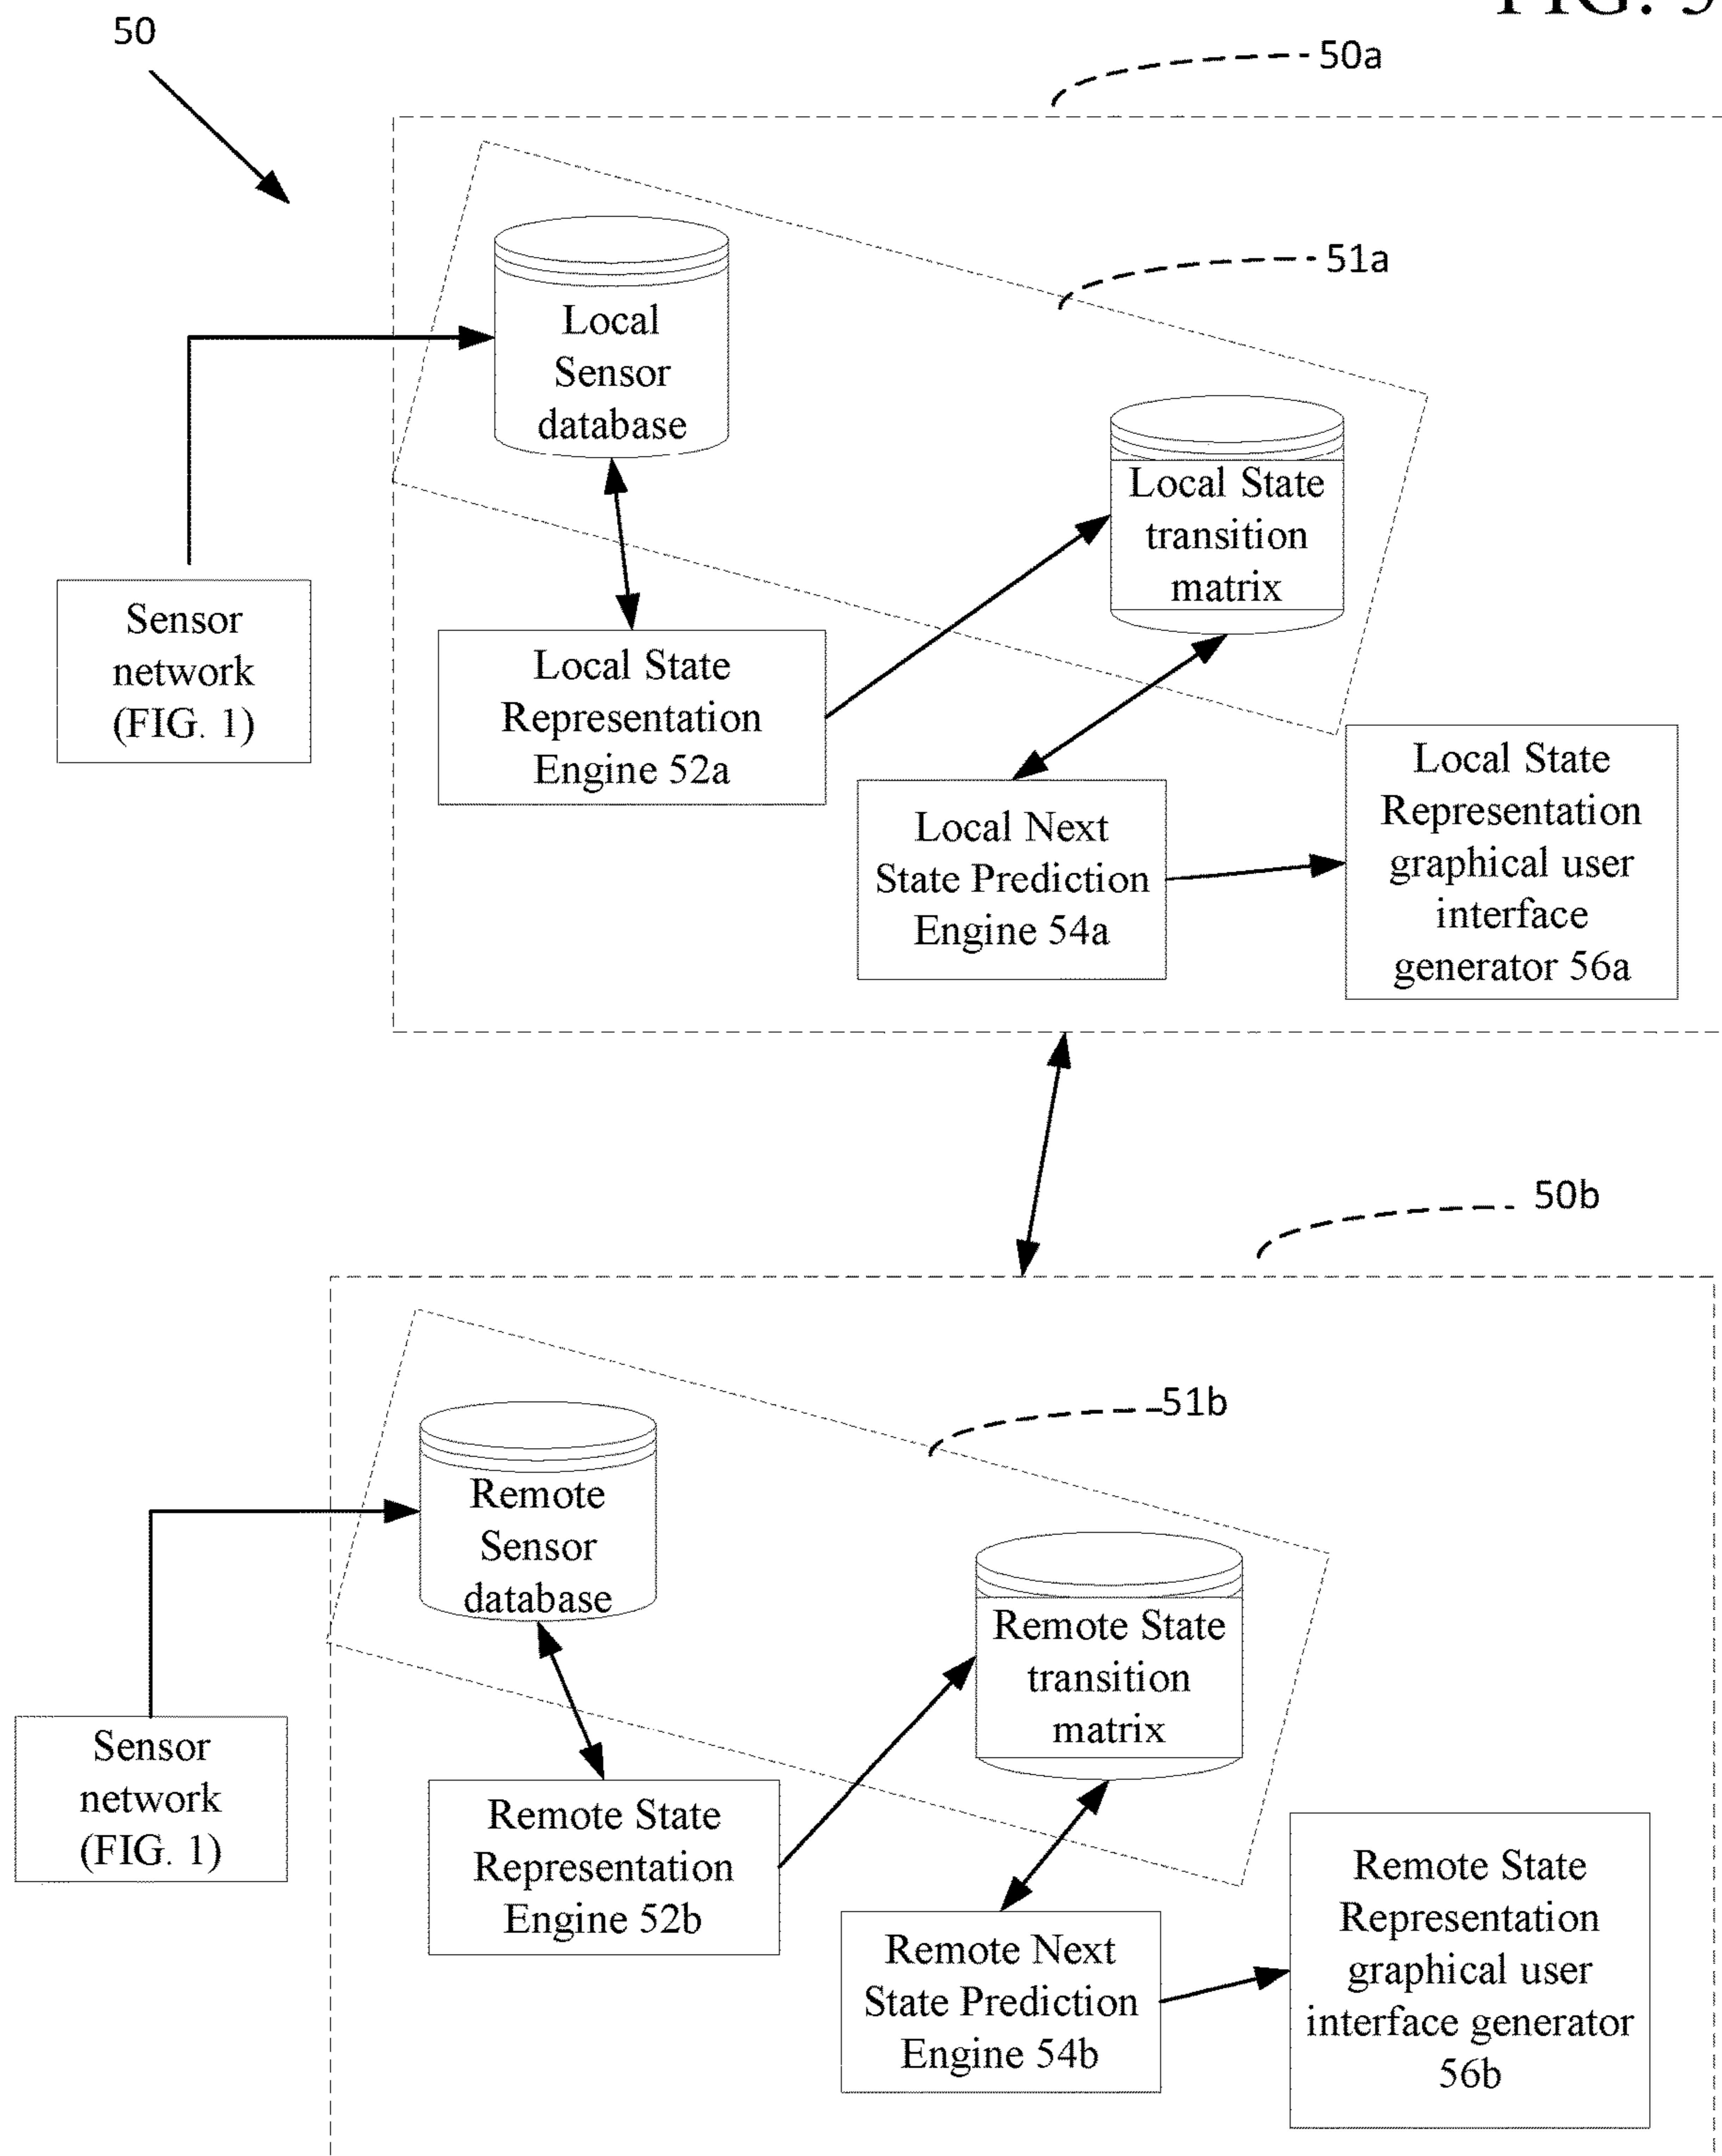 FIG. 5
50
50a
51a
Local
Sensor
database
Local State
transition
matrix
Sensor
network
(FIG. 1)
Local State
Representation
Engine 52a
Local Next
State Prediction
Engine 54a
Local State
Representation
graphical user
interface
generator 56a
50b
51b
Remote
Sensor
database
Remote State
transition
matrix
Sensor
network
(FIG. 1)
Remote State
Representation
Engine 52b
Remote Next
State Prediction
Engine 54b
Remote State
Representation
graphical user
interface generator
56b